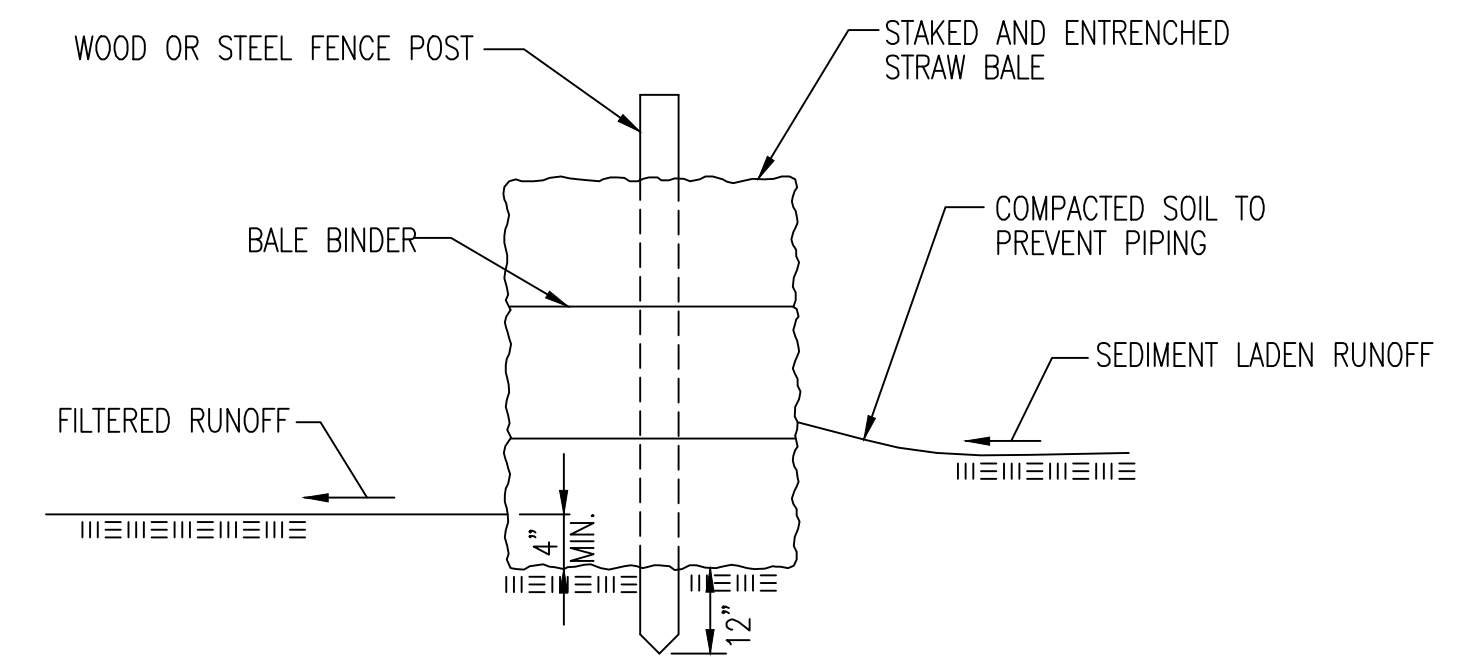 WOOD OR STEEL FENCE POST
STAKED AND ENTRENCHED
STRAW BALE
BALE BINDER
COMPACTED SOIL TO
PREVENT PIPING
SEDIMENT LADEN RUNOFF
FILTERED RUNOFF
4"
MIN.
12"